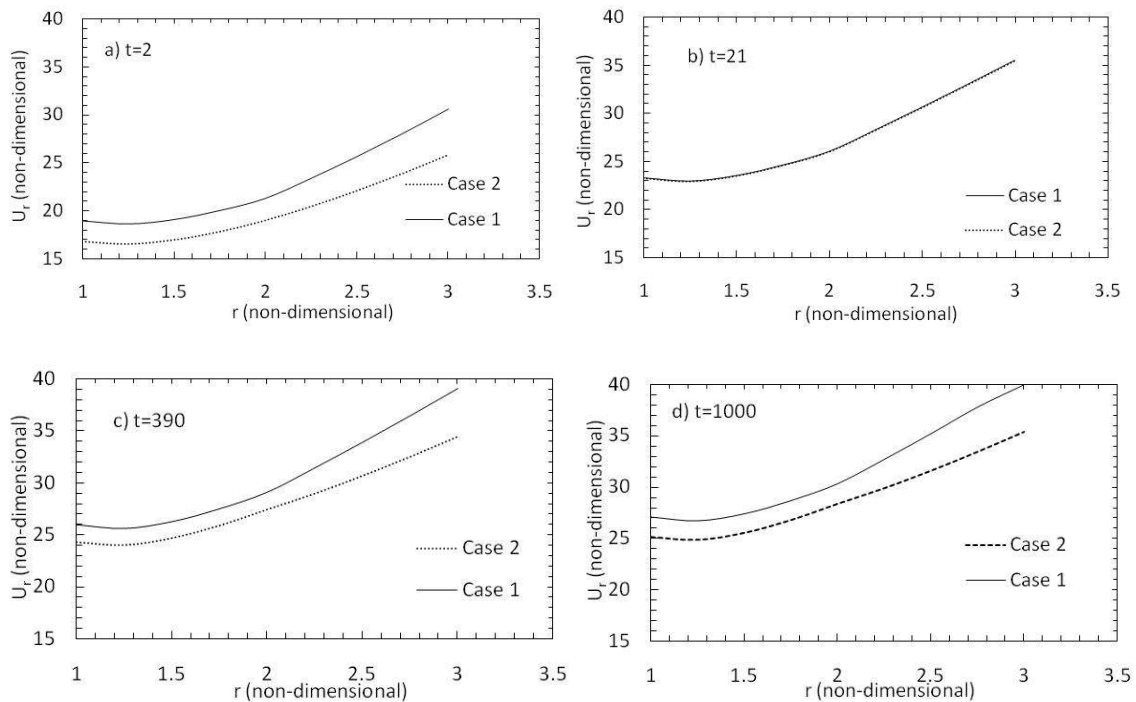 40
35
30
25
20
15
U_r (non-dimensional)
a) t=2
Case 2
Case 1
1 1.5 2 2.5 3 3.5
r (non-dimensional)
40
35
30
25
20
15
U_r (non-dimensional)
b) t=21
Case 1
Case 2
1 1.5 2 2.5 3 3.5
r (non-dimensional)
40
35
30
25
20
15
U_r (non-dimensional)
c) t=390
Case 2
Case 1
1 1.5 2 2.5 3 3.5
r (non-dimensional)
40
35
30
25
20
15
U_r (non-dimensional)
d) t=1000
Case 2
Case 1
1 1.5 2 2.5 3 3.5
r (non-dimensional)